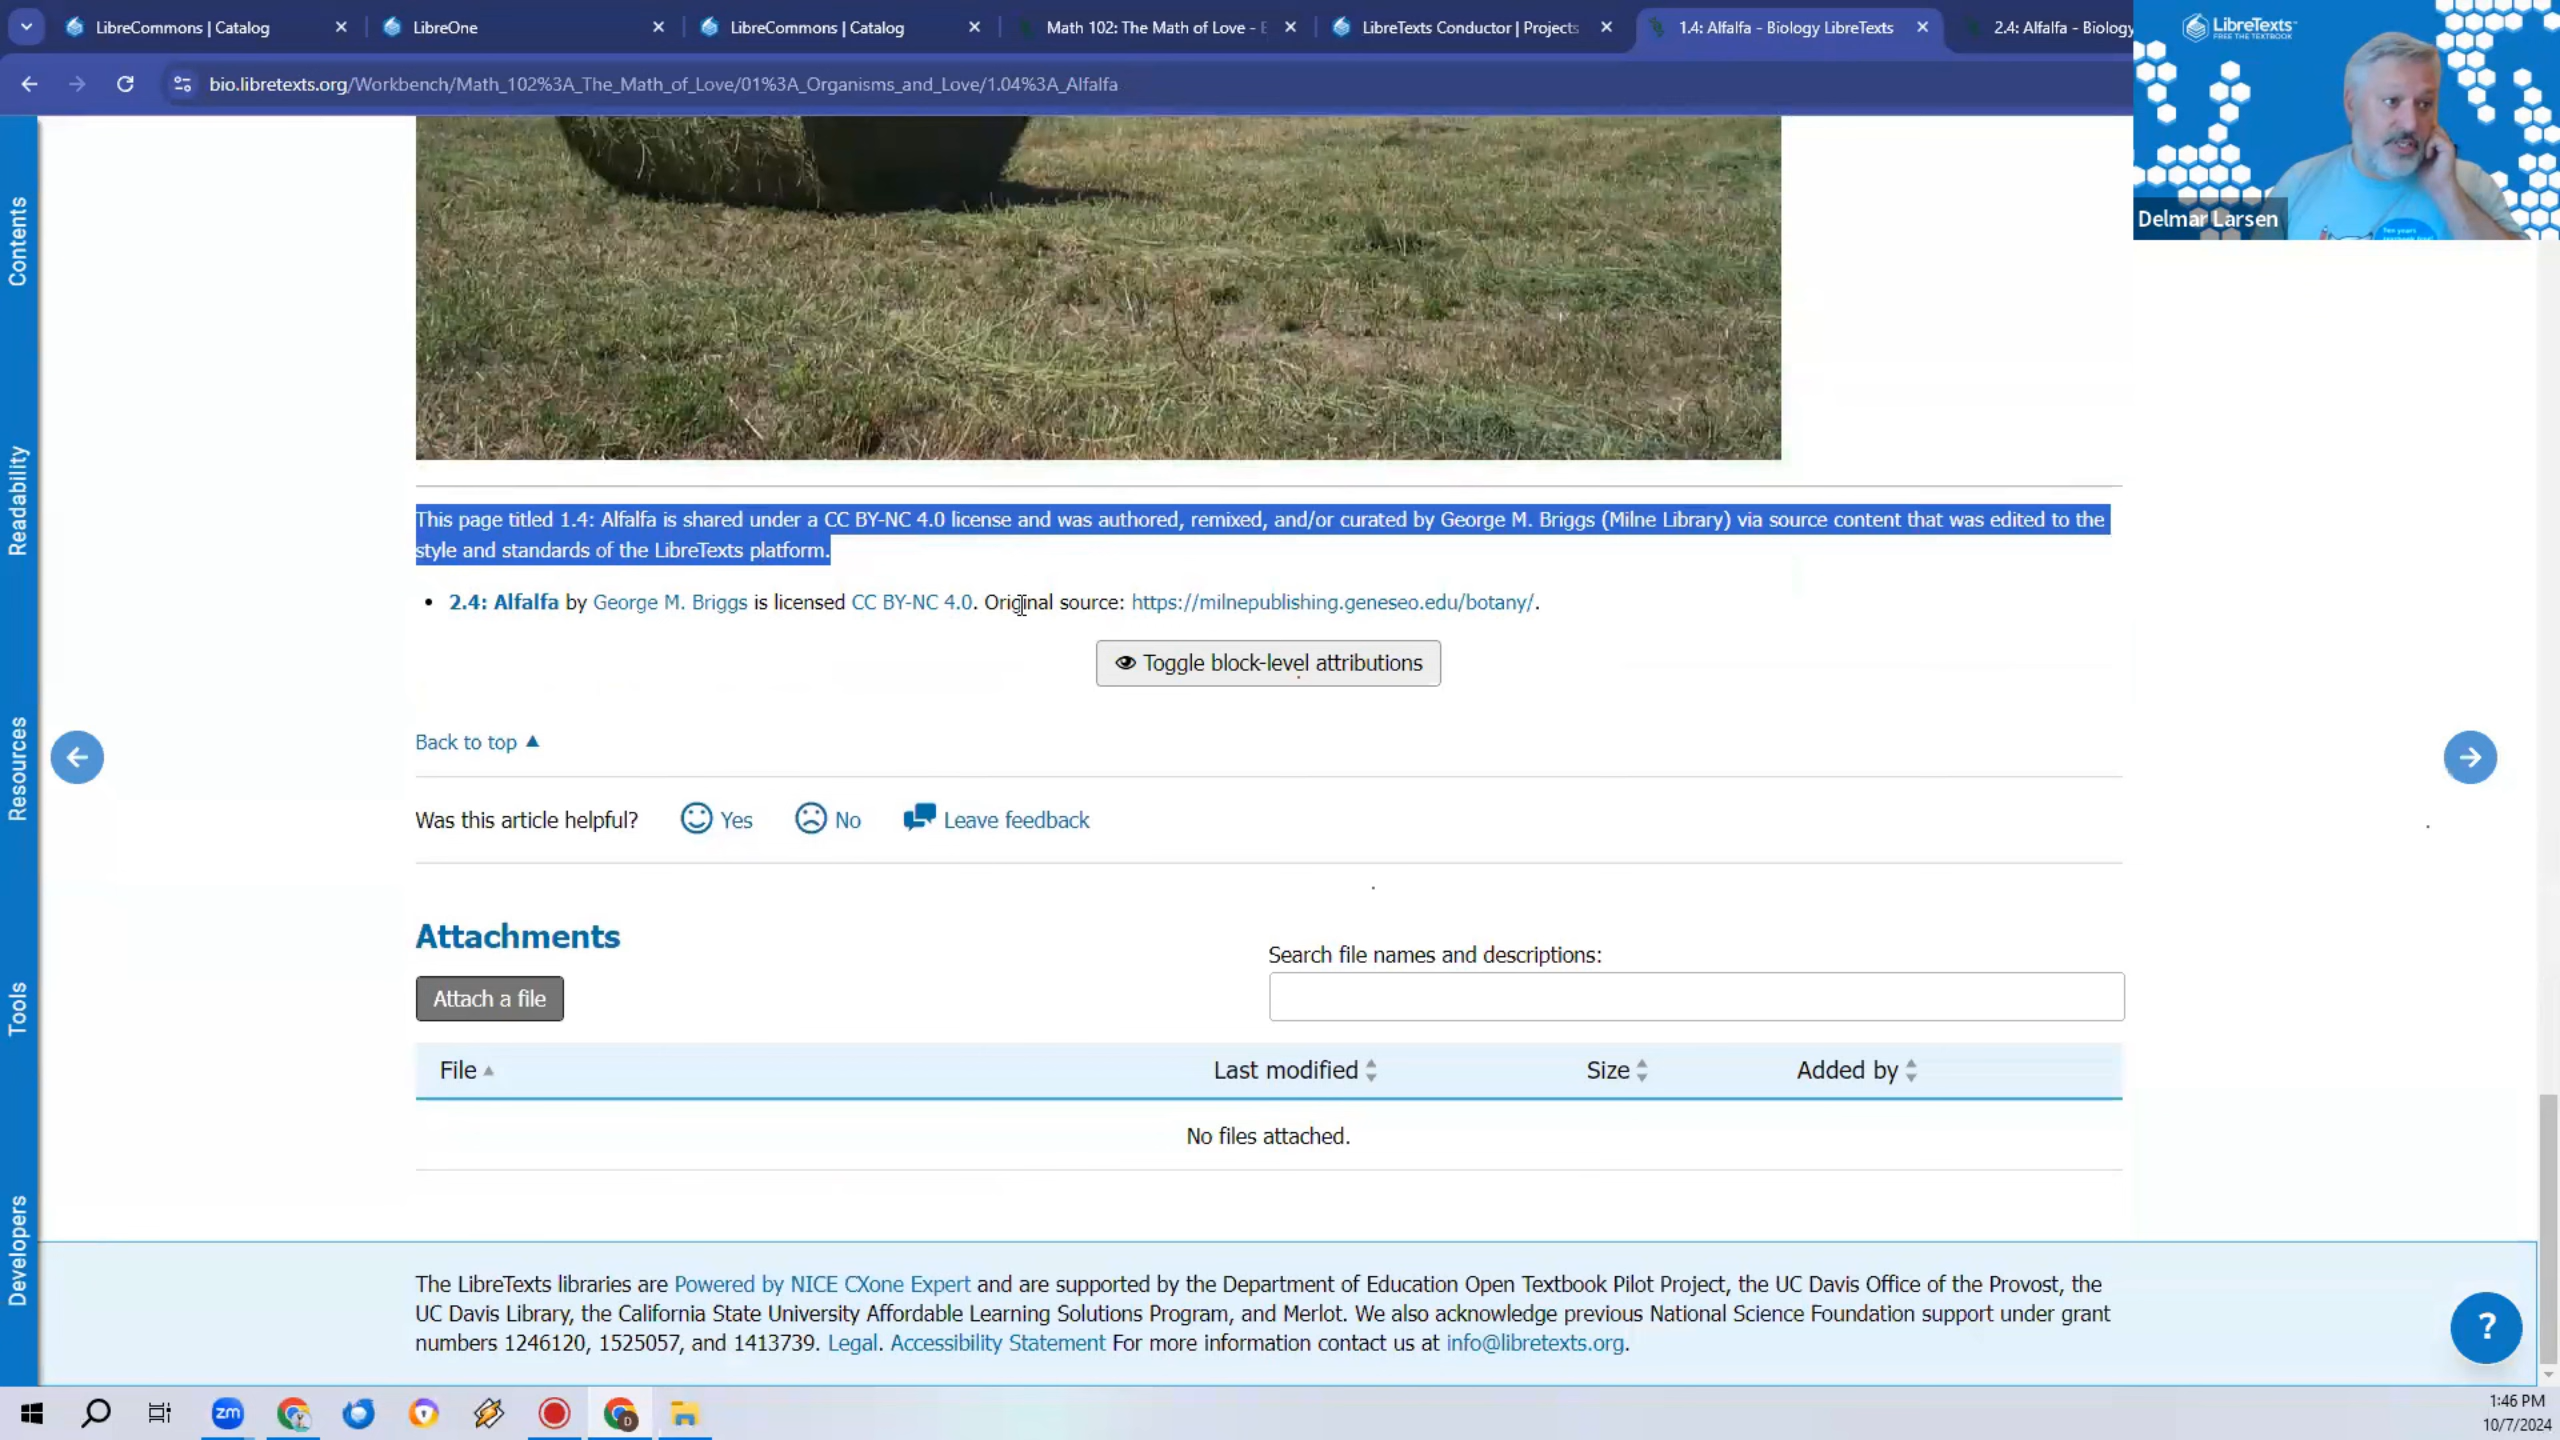 LibreCommons | Catalog
LibreOne
LibreCommons | Catalog
Math 102: The Math of Love - E
LibreTexts Conductor | Projects
1.4: Alfalfa - Biology LibreTexts
2.4: Alfalfa - Biology
LibreTexts
FREE THE TEXTBOOK
bio.libretexts.org/Workbench/Math_102%3A_The_Math_of_Love/01%3A_Organisms_and_Love/1.04%3A_Alfalfa
Delmar Larsen
Contents
Readability
Resources
Tools
Developers
This page titled 1.4: Alfalfa is shared under a CC BY-NC 4.0 license and was authored, remixed, and/or curated by George M. Briggs (Milne Library) via source content that was edited to the
style and standards of the LibreTexts platform.
• 2.4: Alfalfa by George M. Briggs is licensed CC BY-NC 4.0. Original source: https://milnepublishing.geneseo.edu/botany/.
Toggle block-level attributions
Back to top
Was this article helpful? Yes No Leave feedback
Attachments
Search file names and descriptions:
Attach a file
File Last modified Size Added by
No files attached.
The LibreTexts libraries are Powered by NICE CXone Expert and are supported by the Department of Education Open Textbook Pilot Project, the UC Davis Office of the Provost, the
UC Davis Library, the California State University Affordable Learning Solutions Program, and Merlot. We also acknowledge previous National Science Foundation support under grant
numbers 1246120, 1525057, and 1413739. Legal. Accessibility Statement For more information contact us at info@libretexts.org.
?
zm
D
1:46 PM
10/7/2024